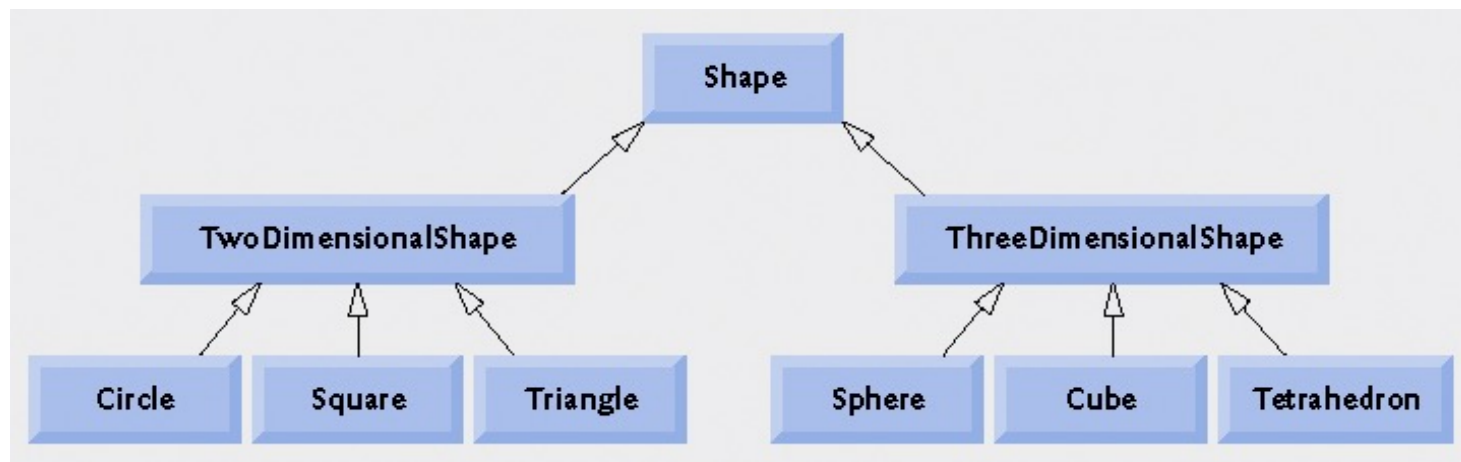 Shape
TwoDimensionalShape
ThreeDimensionalShape
Circle
Square
Triangle
Sphere
Cube
Tetrahedron